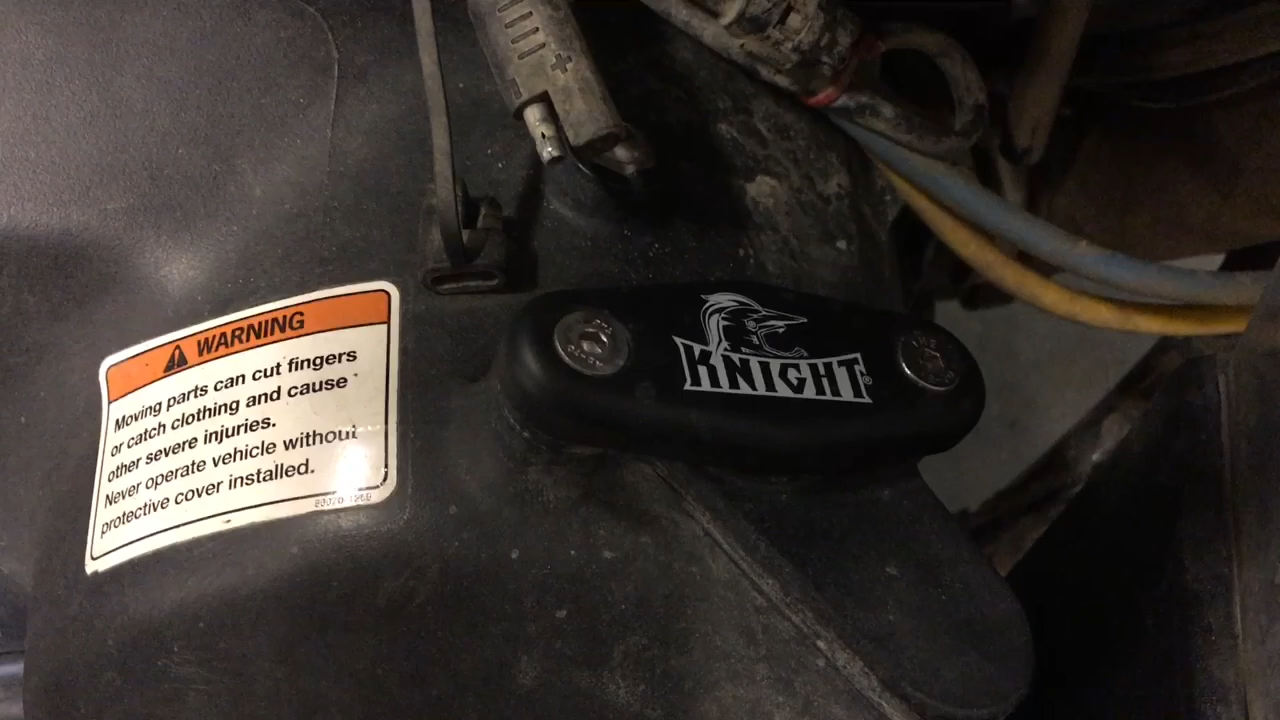 WARNING
Moving parts can cut fingers
or catch clothing and cause
other severe injuries.
Never operate vehicle without
protective cover installed.
KNIGHT®